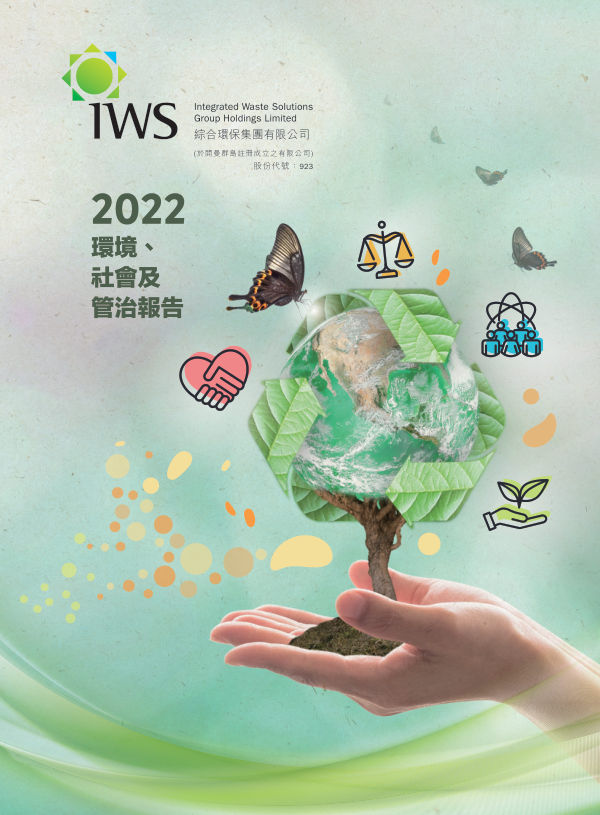 IWS
Integrated Waste Solutions
Group Holdings Limited
綜合環保集團有限公司
(於開曼群島註冊成立之有限公司)
股份代號：923
2022
環境、
社會及
管治報告